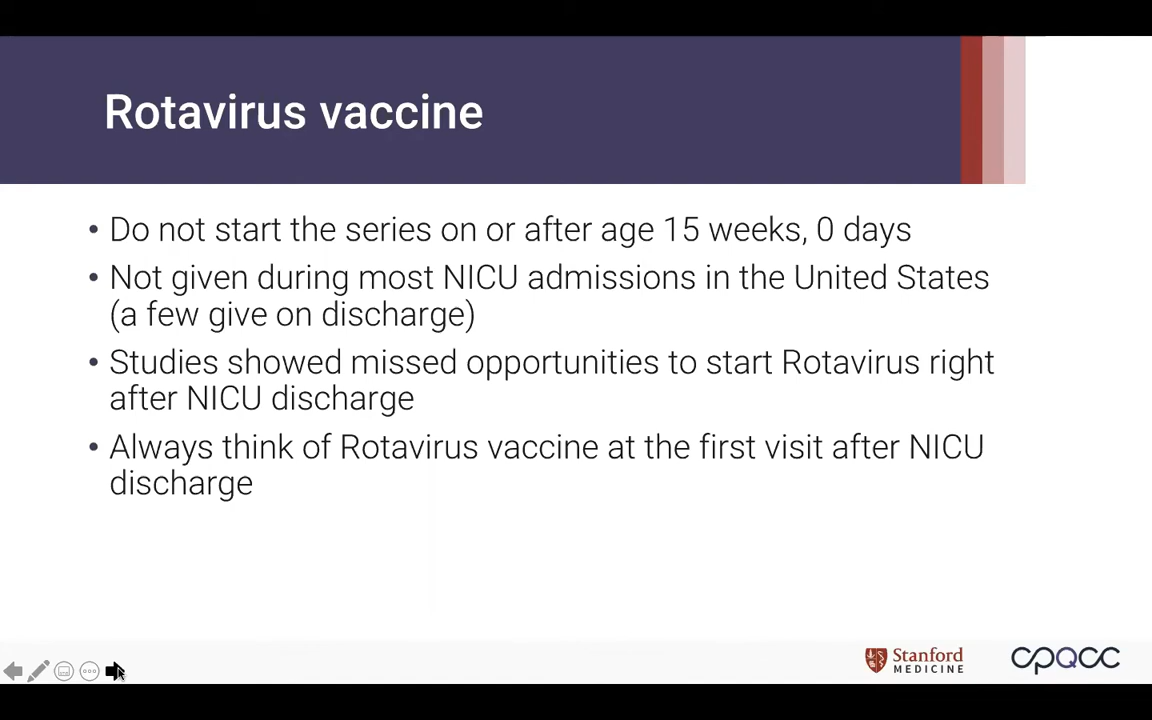 Rotavirus vaccine
• Do not start the series on or after age 15 weeks, 0 days
• Not given during most NICU admissions in the United States
(a few give on discharge)
• Studies showed missed opportunities to start Rotavirus right
after NICU discharge
• Always think of Rotavirus vaccine at the first visit after NICU
discharge
Stanford
MEDICINE
cpqcc